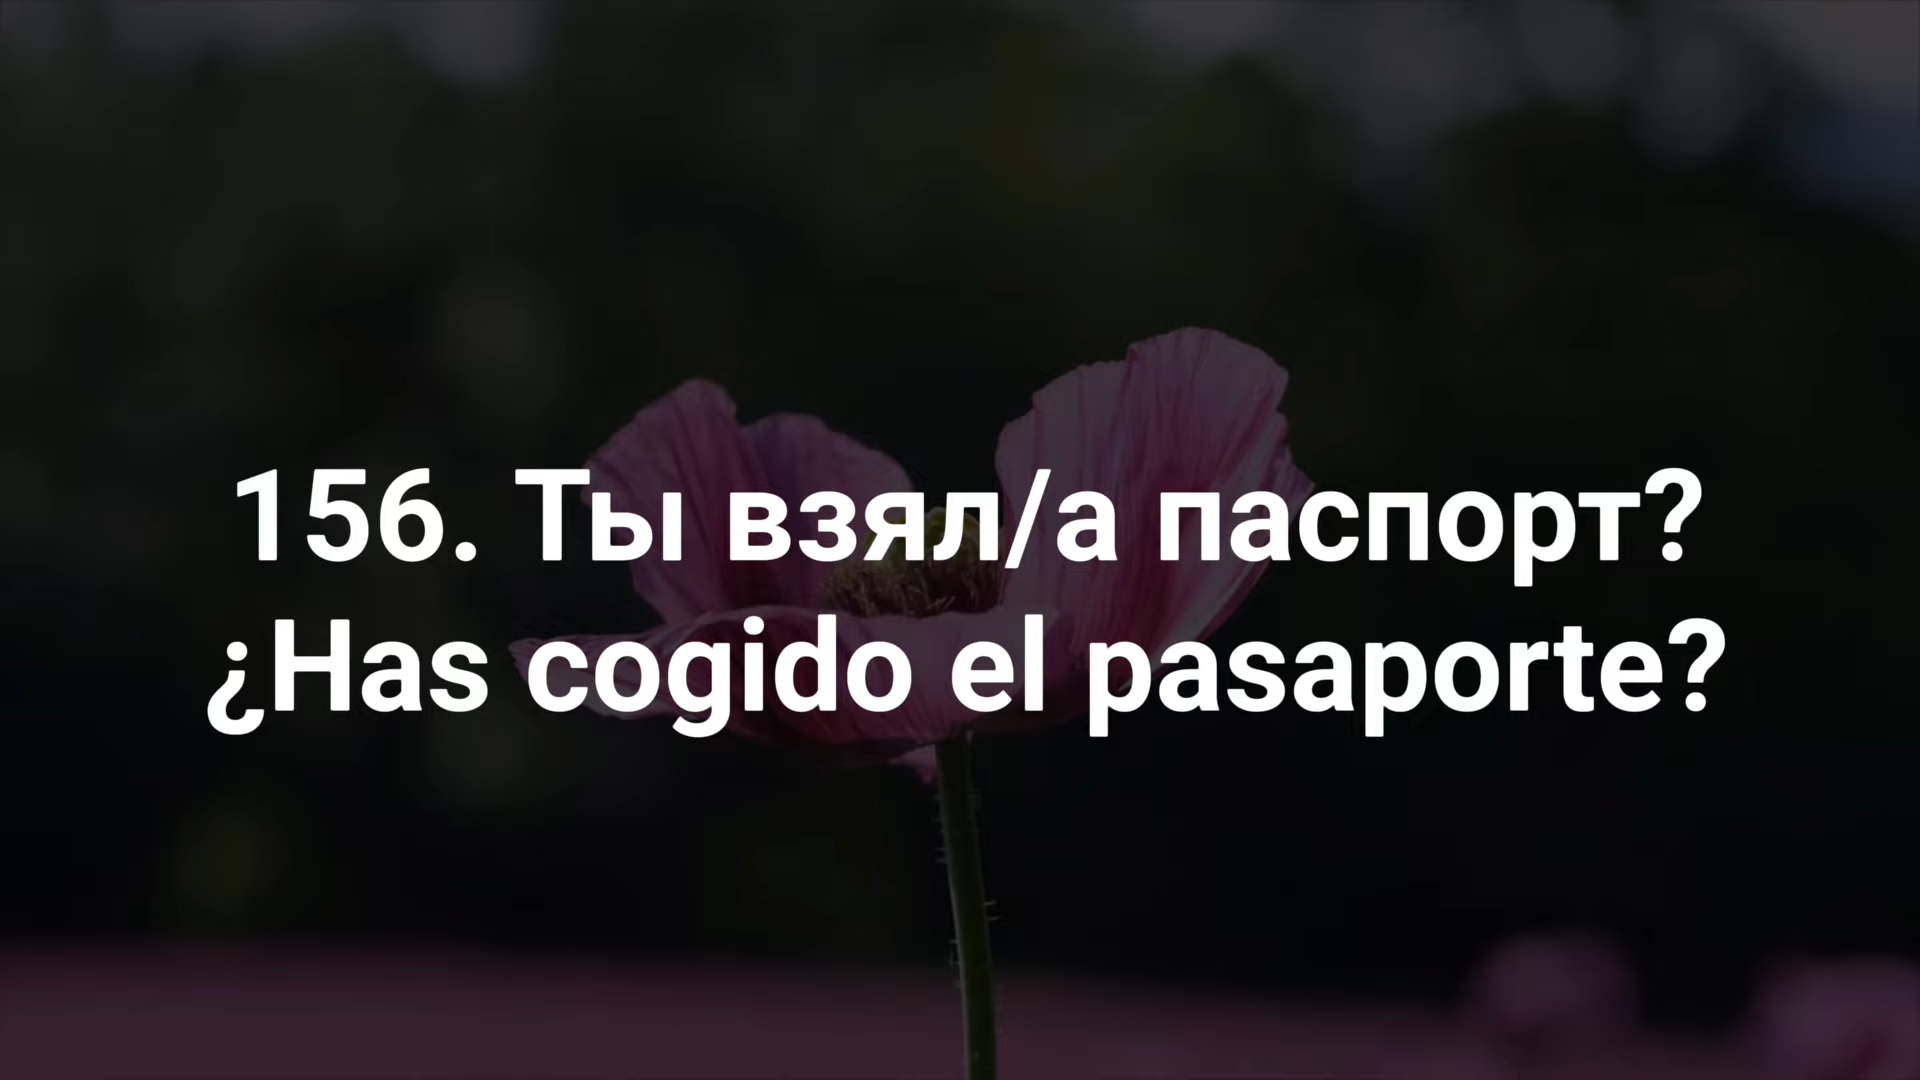 156. Ты взял/а паспорт?
¿Has cogido el pasaporte?